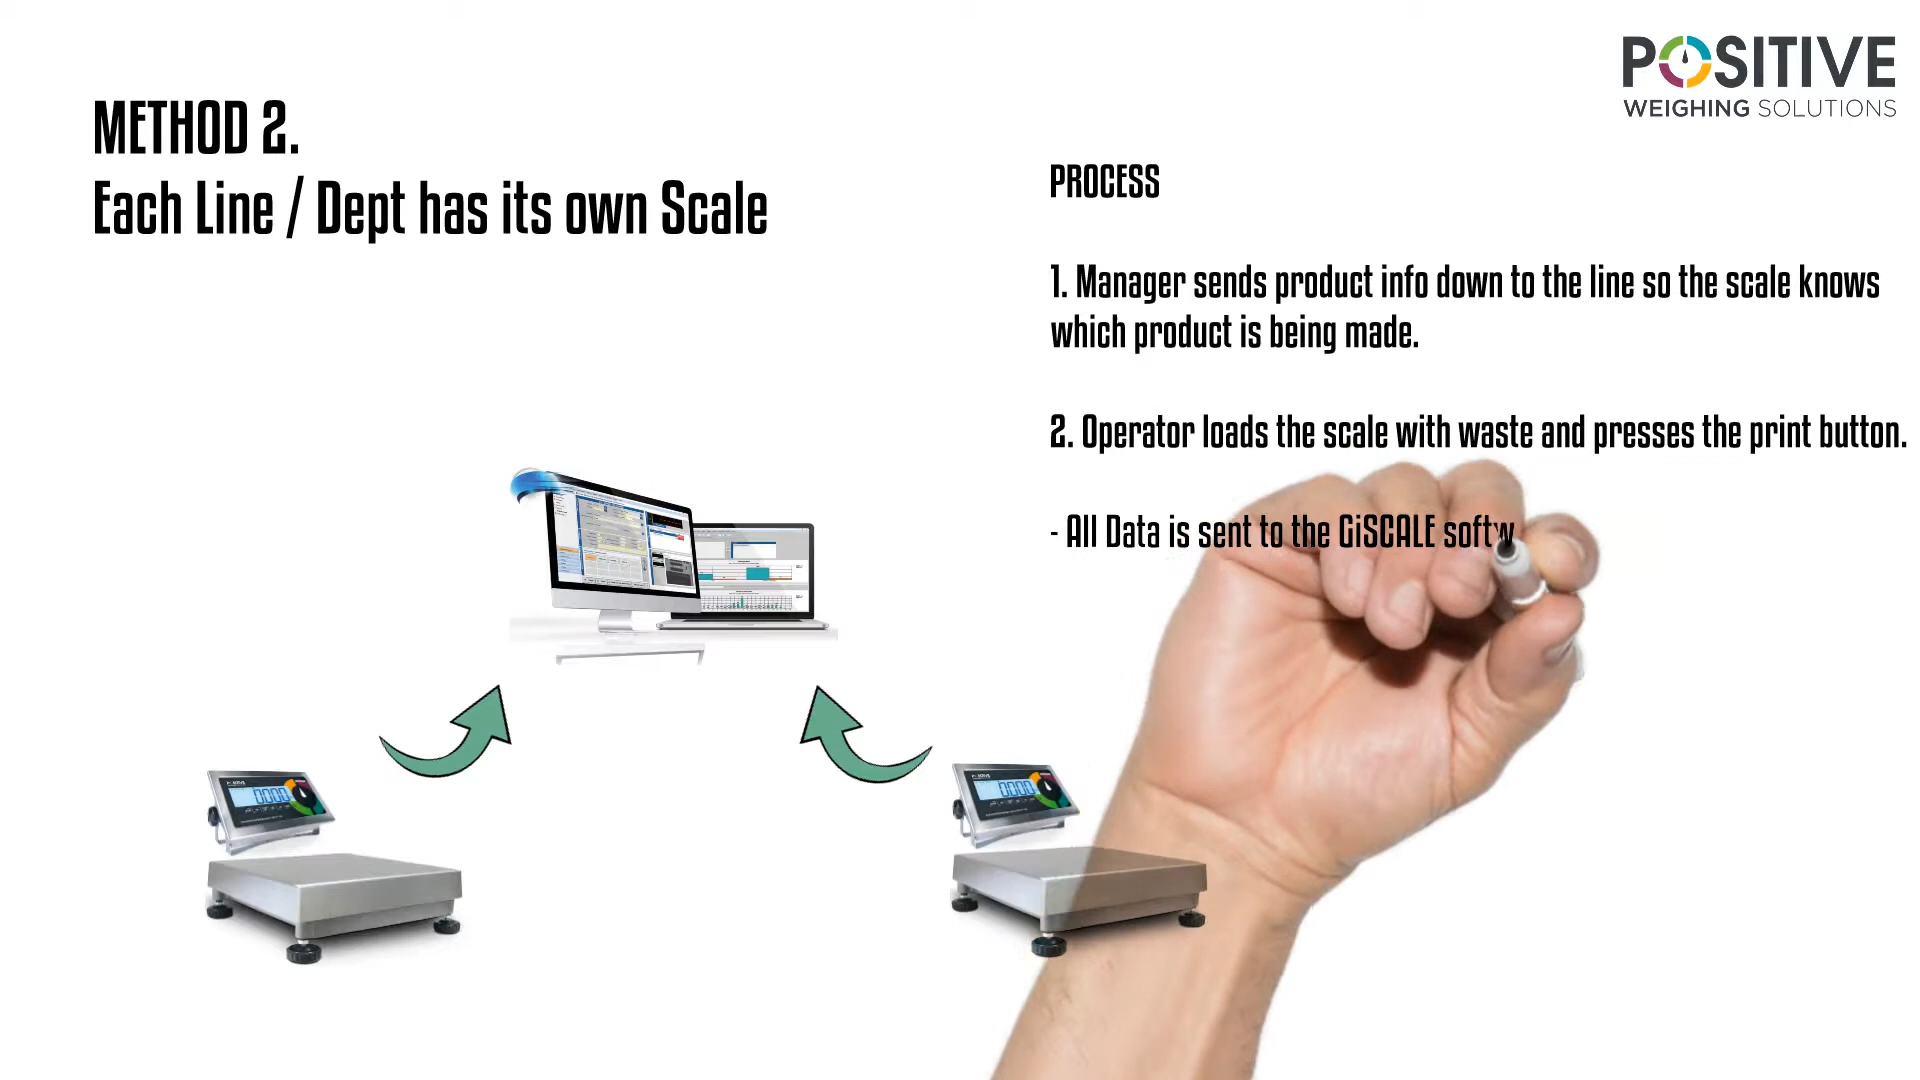 POSITIVE
WEIGHING SOLUTIONS
METHOD 2.
Each Line / Dept has its own Scale
PROCESS
1. Manager sends product info down to the line so the scale knows
which product is being made.
2. Operator loads the scale with waste and presses the print button.
- All Data is sent to the GiSCALE softw